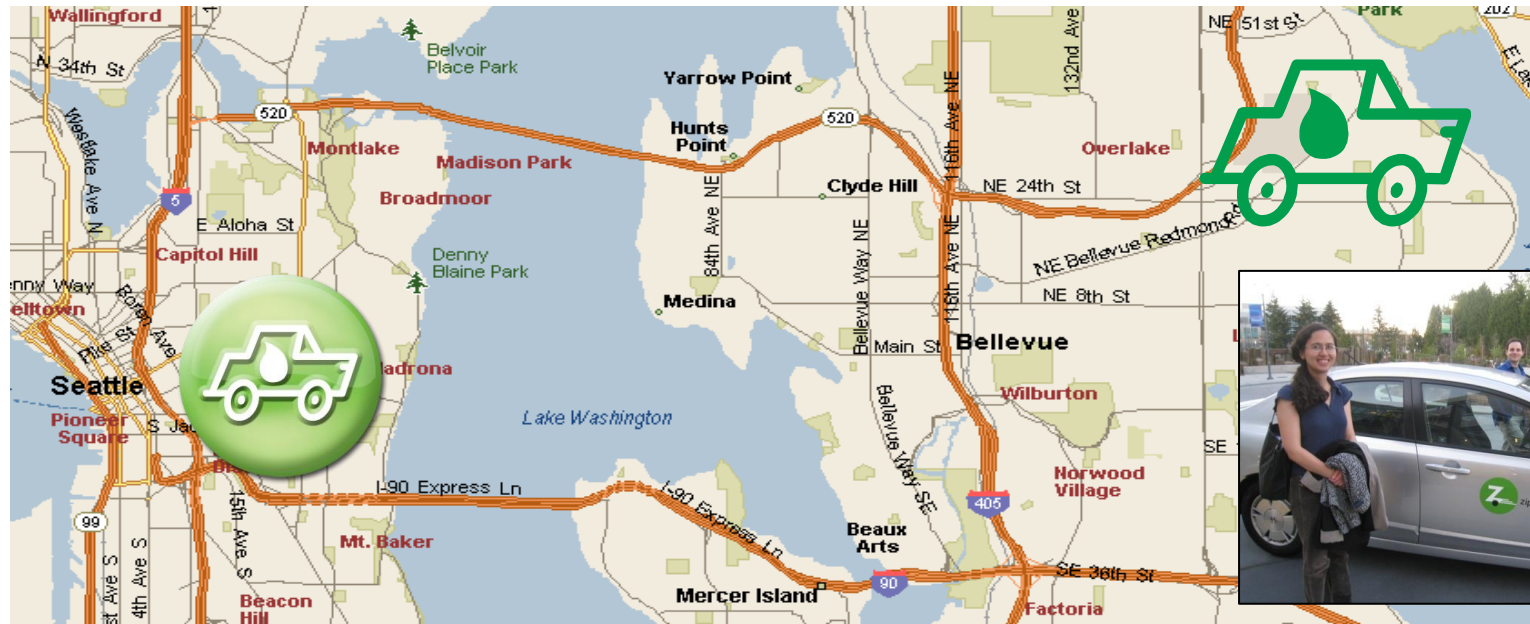 Wallingford
N 34th St
Westlake Ave N
5
E Aloha St
Capitol Hill
Boren Ave
Pike St
Seattle
Pioneer
Square
99
4th Ave S
15th Ave S
Beacon
Hill
Belvoir
Place Park
520
Montlake
Madison Park
Broadmoor
Denny
Blaine Park
Lake Washington
I-90 Express Ln
Mt. Baker
Yarrow Point
Hunts
Point
520
Clyde Hill
84th Ave NE
Medina
Bellevue Way NE
Main St
Bellevue
116th Ave NE
116th Ave NE
NE 24th St
132nd Ave
Overlake
NE 51st St
Park
202
NE Bellevue Redmond Rd
NE 8th St
Wilburton
Bellevue Way SE
Norwood
Village
405
Beaux
Arts
I-90 Express Ln
Mercer Island
90
SE 36th St
Factoria
SE
Z
zip